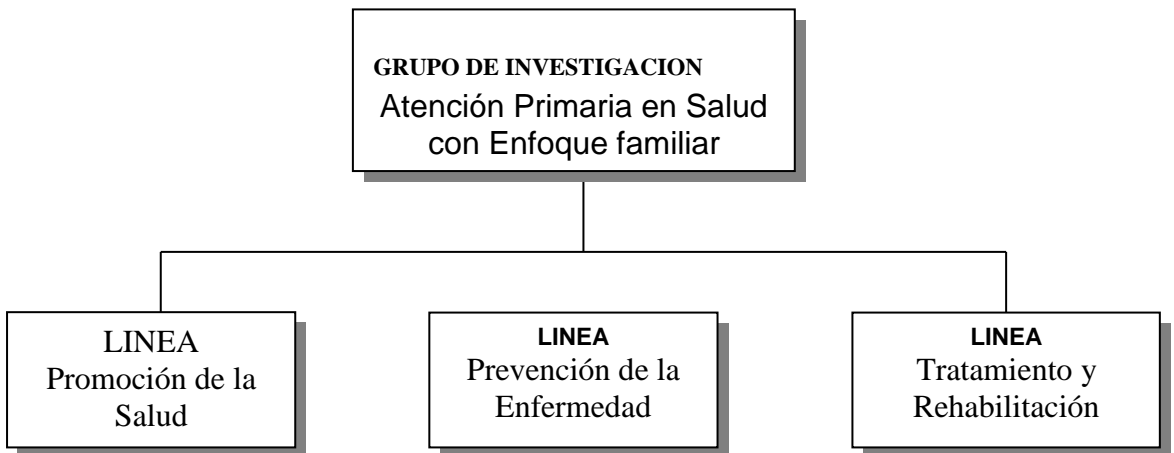 GRUPO DE INVESTIGACION
Atención Primaria en Salud
con Enfoque familiar
LINEA
Promoción de la
Salud
LINEA
Prevención de la
Enfermedad
LINEA
Tratamiento y
Rehabilitación